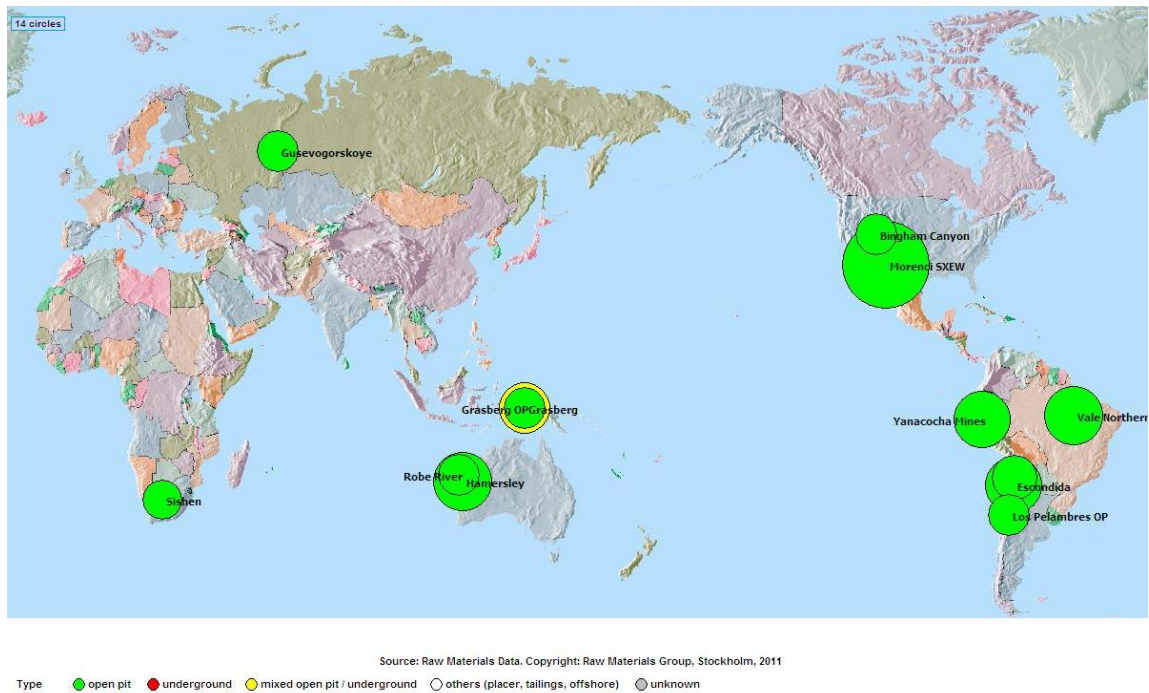 14 circles
Gusevogorskoye
Bingham Canyon
Morenci SXEW
Grasberg OPGrasberg
Yanacocha Mines
Vale Northern
Robe River
Hamersley
Escondida
Sishen
Los Pelambres OP
Source: Raw Materials Data. Copyright: Raw Materials Group, Stockholm, 2011
Type open pit underground mixed open pit / underground others (placer, tailings, offshore) unknown